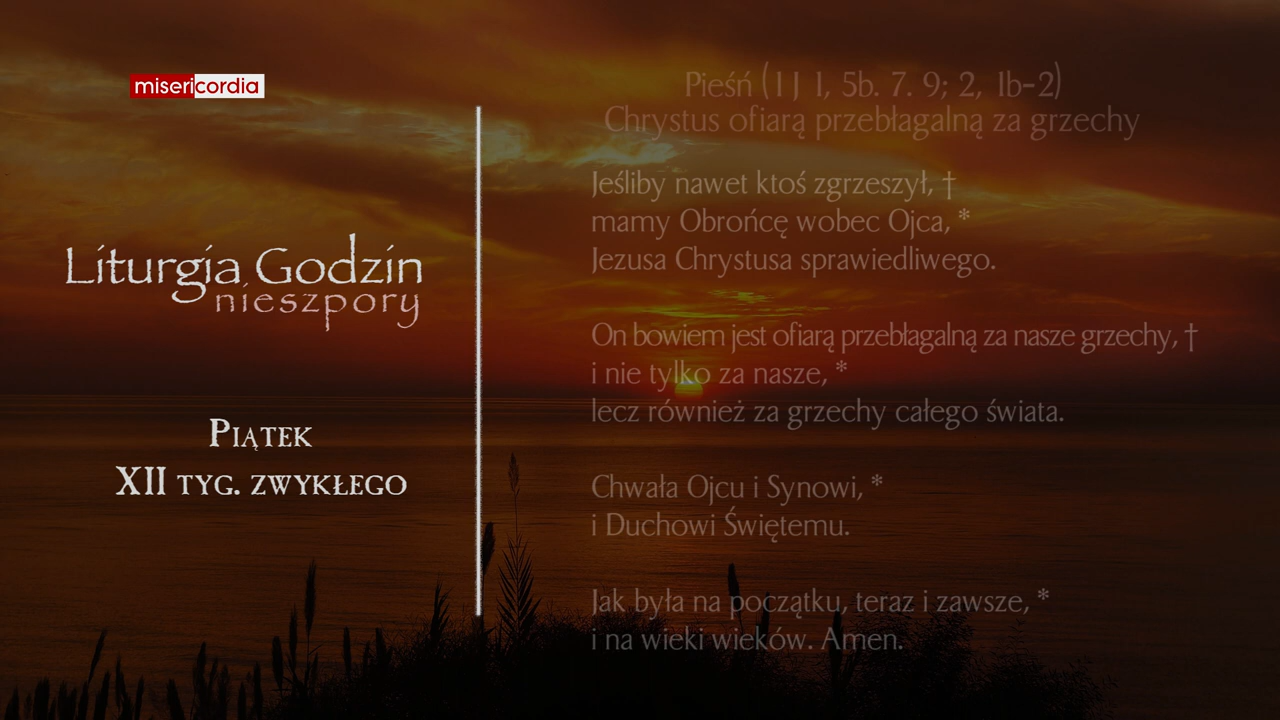 misericordia
Liturgia Godzin
nieszpory
Piątek
XII tyg. zwykłego
Pieśń (1 J 1, 5b. 7. 9; 2, 1b-2)
Chrystus ofiarą przebłagalną za grzechy
Jeśliby nawet ktoś zgrzeszył, †
mamy Obrońcę wobec Ojca, *
Jezusa Chrystusa sprawiedliwego.
On bowiem jest ofiarą przebłagalną za nasze grzechy, †
i nie tylko za nasze, *
lecz również za grzechy całego świata.
Chwała Ojcu i Synowi, *
i Duchowi Świętemu.
Jak była na początku, teraz i zawsze, *
i na wieki wieków. Amen.